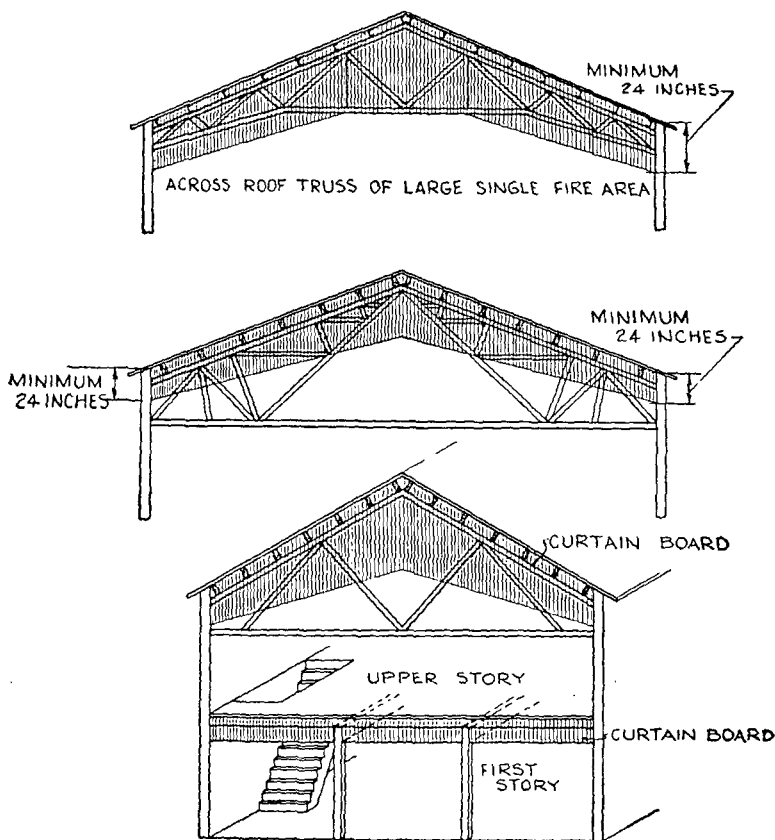 MINIMUM
24 INCHES
ACROSS ROOF TRUSS OF LARGE SINGLE FIRE AREA
MINIMUM
24 INCHES
MINIMUM
24 INCHES
CURTAIN BOARD
UPPER STORY
CURTAIN BOARD
FIRST
STORY